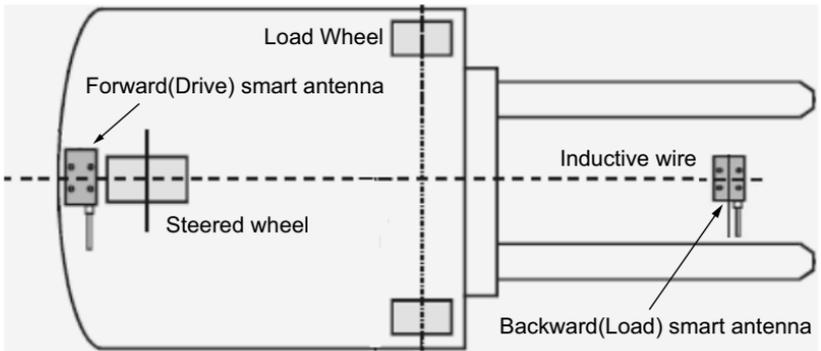 Load Wheel
Forward(Drive) smart antenna
Inductive wire
Steered wheel
Backward(Load) smart antenna